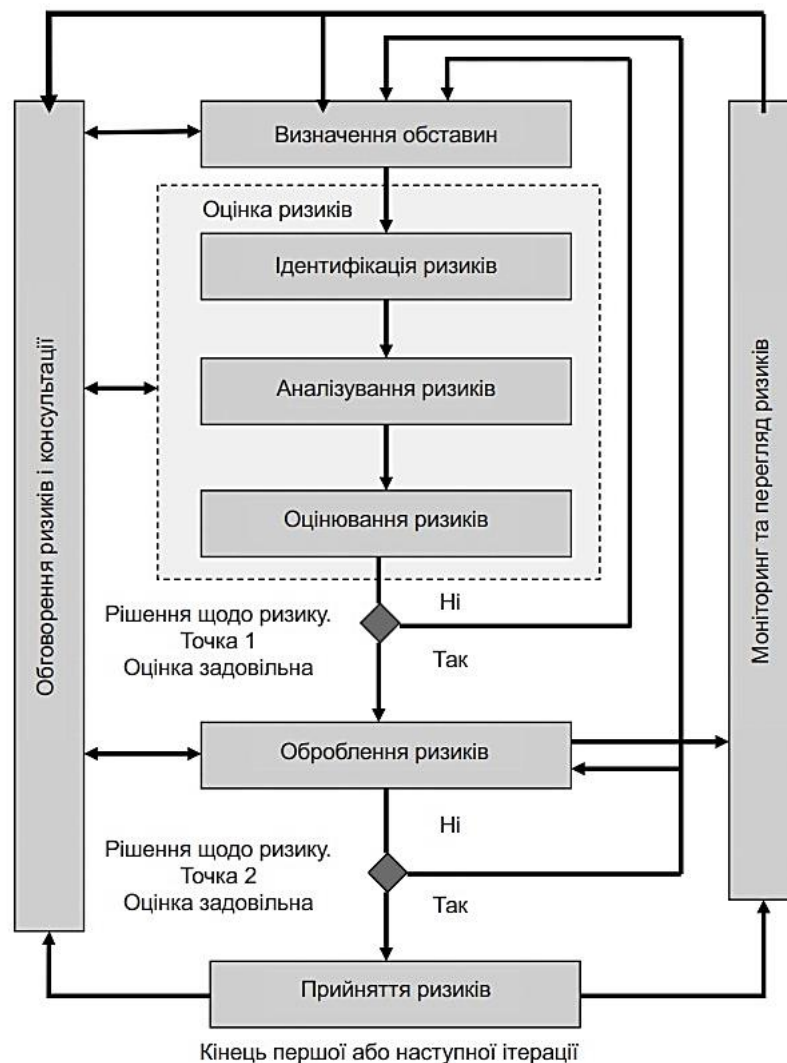 Визначення обставин
Оцінка ризиків
Ідентифікація ризиків
Аналізування ризиків
Оцінювання ризиків
Обговорення ризиків і консультації
Моніторинг та перегляд ризиків
Ні
Рішення щодо ризику.
Точка 1
Оцінка задовільна
Так
Оброблення ризиків
Ні
Рішення щодо ризику.
Точка 2
Оцінка задовільна
Так
Прийняття ризиків
Кінець першої або наступної ітерації